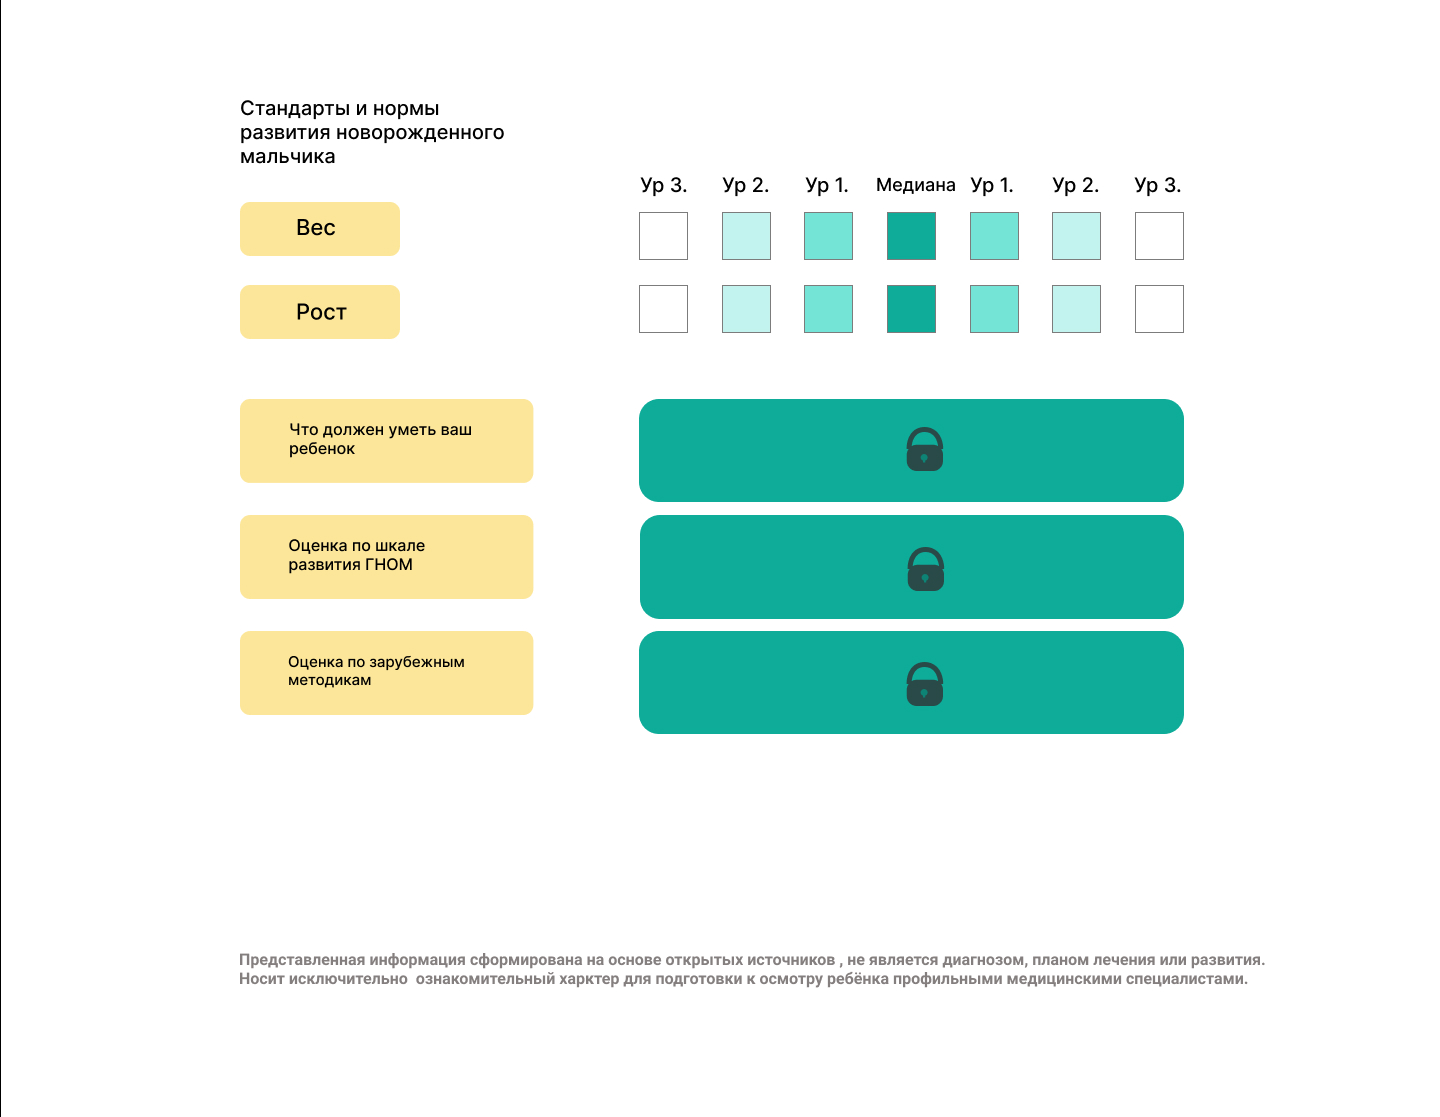 Стандарты и нормы
развития новорожденного
мальчика
Ур 3. Ур 2. Ур 1. Медиана Ур 1. Ур 2. Ур 3.
Вес
Рост
Что должен уметь ваш
ребенок
Оценка по шкале
развития ГНОМ
Оценка по зарубежным
методикам
Представленная информация сформирована на основе открытых источников , не является диагнозом, планом лечения или развития.
Носит исключительно  ознакомительный харктер для подготовки к осмотру ребёнка профильными медицинскими специалистами.